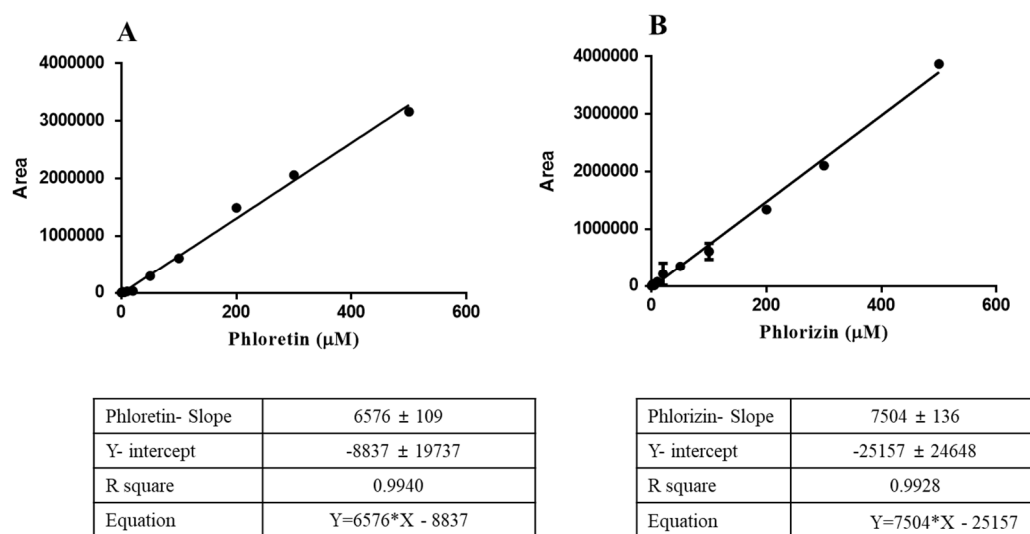 A
4000000
3000000
2000000
1000000
0
Area
0 200 400 600
Phloretin (μM)
B
4000000
3000000
2000000
1000000
0
Area
0 200 400 600
Phlorizin (μM)
Phloretin- Slope 6576 ± 109
Y- intercept -8837 ± 19737
R square 0.9940
Equation Y=6576*X - 8837
Phlorizin- Slope 7504 ± 136
Y- intercept -25157 ± 24648
R square 0.9928
Equation Y=7504*X - 25157